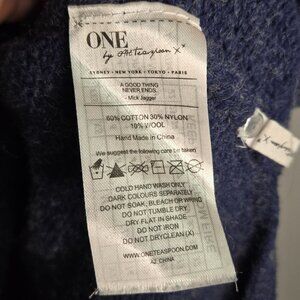 ONE
by OneTeaspoon X
SYDNEY • NEW YORK • TOKYO • PARIS
A GOOD THING
NEVER ENDS.
- Mick Jagger
60% COTTON 30% NYLON
10% WOOL
Hand Made in China
We suggest the following care be taken:
COLD HAND WASH ONLY
DARK COLOURS SEPARATELY
DO NOT SOAK; BLEACH OR WRING
DO NOT TUMBLE DRY
DRY FLAT IN SHADE
DO NOT IRON
DO NOT DRYCLEAN (X)
WWW.ONETEASPOON.COM